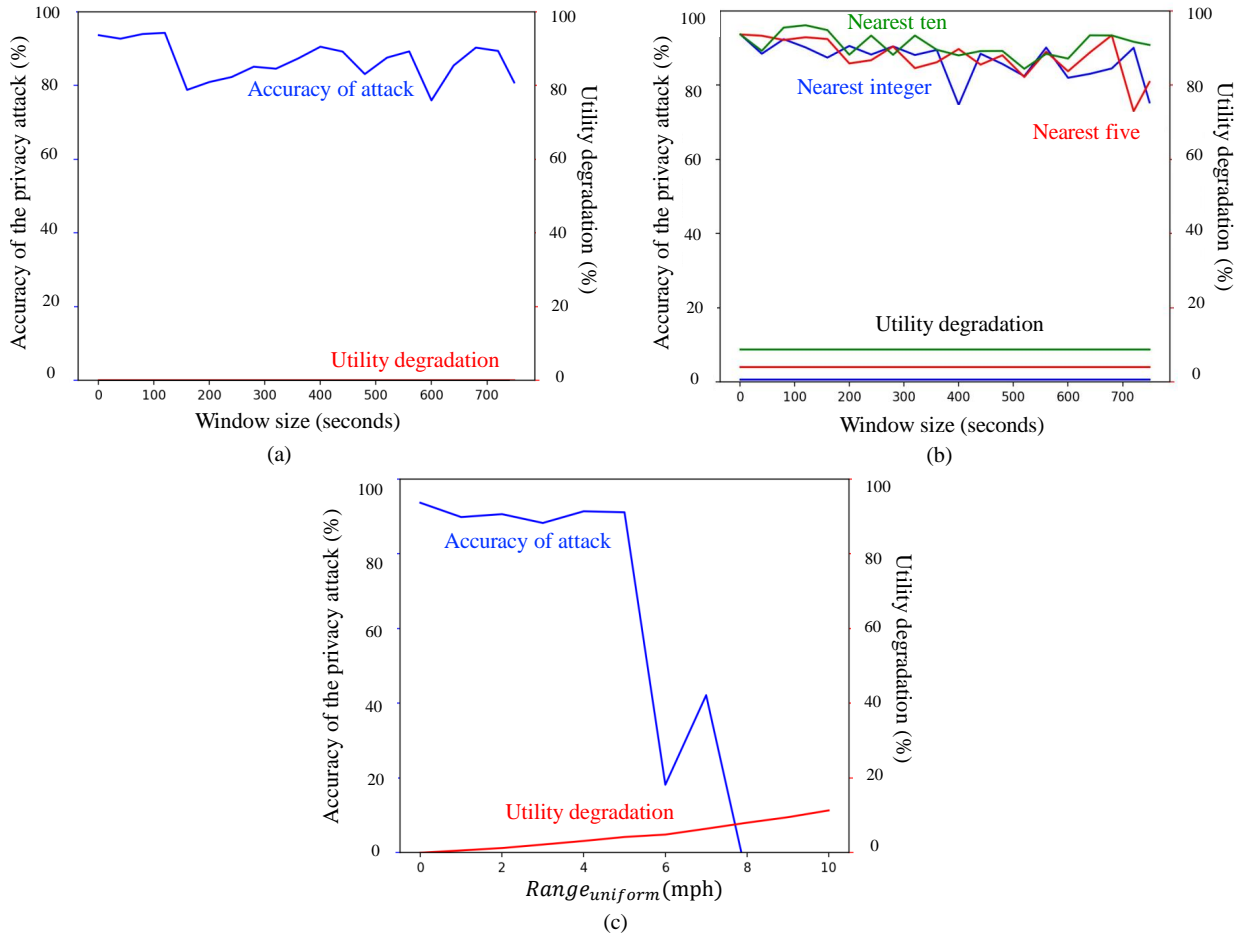 Accuracy of the privacy attack (%)
100
80
60
40
20
0
Accuracy of attack
Utility degradation
100
80
60
40
20
0
Utility degradation (%)
0
100
200
300
400
500
600
700
Window size (seconds)
(a)
Accuracy of the privacy attack (%)
100
80
60
40
20
0
Nearest ten
Nearest integer
Nearest five
Utility degradation
100
80
60
40
20
0
Utility degradation (%)
0
100
200
300
400
500
600
700
Window size (seconds)
(b)
Accuracy of the privacy attack (%)
100
80
60
40
20
0
Accuracy of attack
Utility degradation
100
80
60
40
20
0
Utility degradation (%)
0
2
4
6
8
10
Range uniform (mph)
(c)